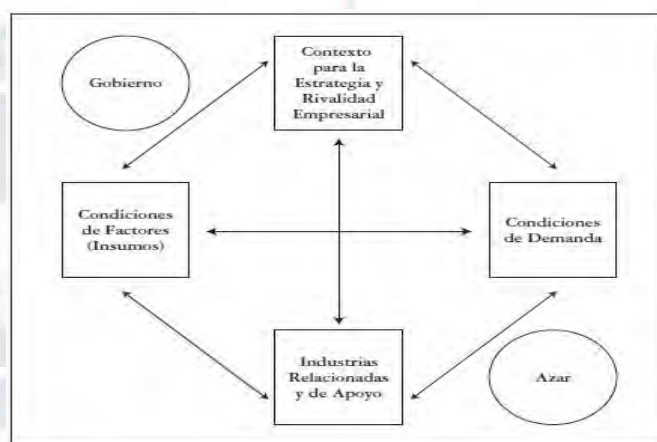 Gobierno
Contexto
para la
Estrategia y
Rivalidad
Empresarial
Condiciones
de Factores
(Insumos)
Condiciones
de Demanda
Industrias
Relacionadas
y de Apoyo
Azar